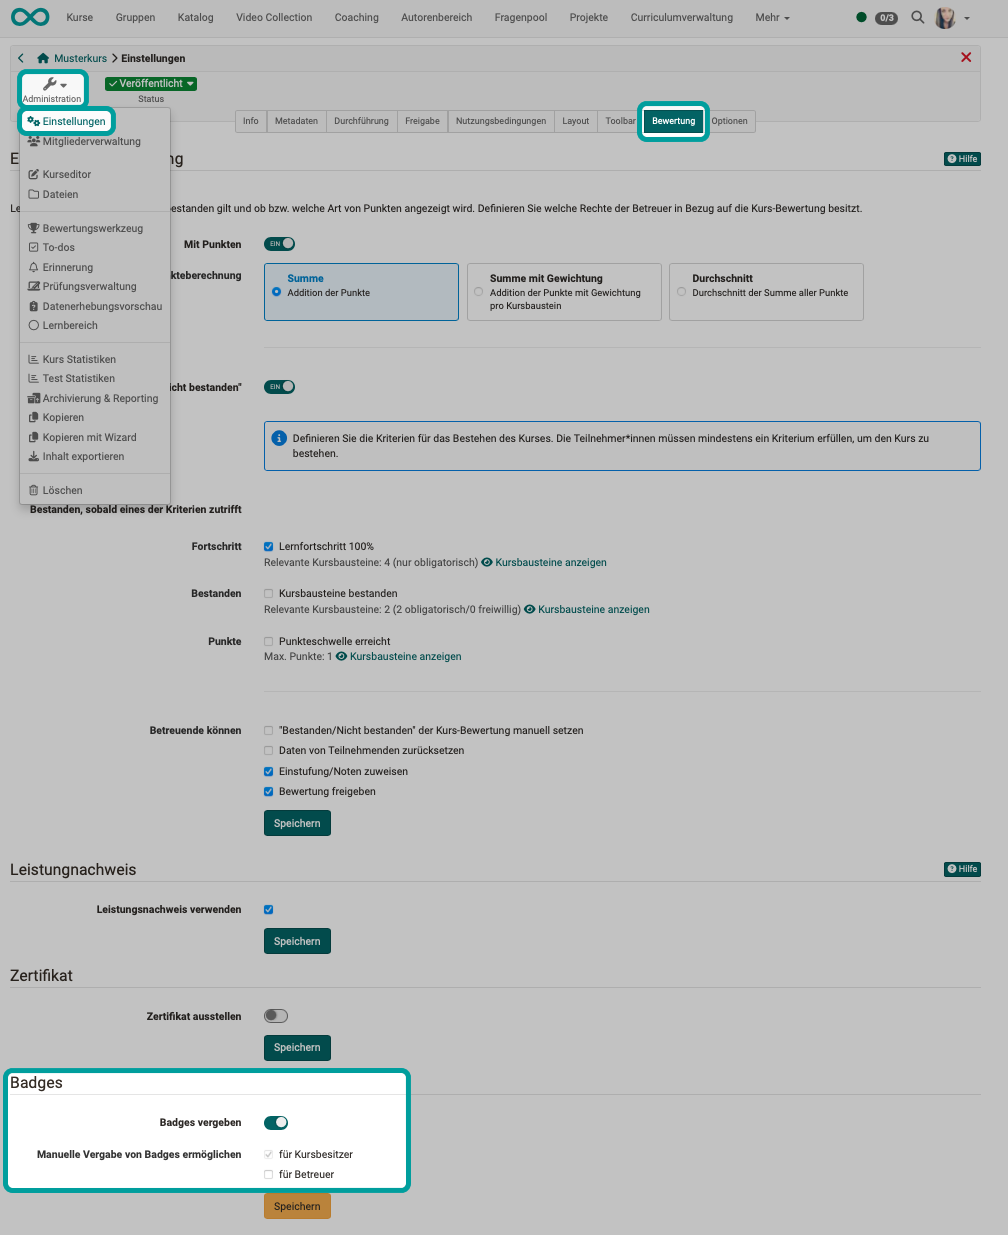 Kurse Gruppen Katalog Video Collection Coaching Autorenbereich Fragenpool Projekte Curriculumverwaltung Mehr 0/3
Musterkurs Einstellungen
Administration
Veröffentlicht
Status
Einstellungen
Info Metadaten Durchführung Freigabe Nutzungsbedingungen Layout Toolbar Bewertung Optionen
Mitgliederverwaltung
E ng
Hilfe
Kurseditor
Dateien
Le estanden gilt und ob bzw. welche Art von Punkten angezeigt wird. Definieren Sie welche Rechte der Betreuer in Bezug auf die Kurs-Bewertung besitzt.
Bewertungswerkzeug
To-dos
Erinnerung
Prüfungsverwaltung
Datenerhebungsvorschau
Lernbereich
Kurs Statistiken
Test Statistiken
Archivierung & Reporting
Kopieren
Kopieren mit Wizard
Inhalt exportieren
Löschen
Mit Punkten EIN
kteberechnung
Summe
Addition der Punkte
Summe mit Gewichtung
Addition der Punkte mit Gewichtung
pro Kursbaustein
Durchschnitt
Durchschnitt der Summe aller Punkte
icht bestanden" EIN
Definieren Sie die Kriterien für das Bestehen des Kurses. Die Teilnehmer*innen müssen mindestens ein Kriterium erfüllen, um den Kurs zu
bestehen.
Bestanden, sobald eines der Kriterien zutrifft
Fortschritt Lernfortschritt 100%
Relevante Kursbausteine: 4 (nur obligatorisch) Kursbausteine anzeigen
Bestanden Kursbausteine bestanden
Relevante Kursbausteine: 2 (2 obligatorisch/0 freiwillig) Kursbausteine anzeigen
Punkte Punkteschwelle erreicht
Max. Punkte: 1 Kursbausteine anzeigen
Betreuende können "Bestanden/Nicht bestanden" der Kurs-Bewertung manuell setzen
Daten von Teilnehmenden zurücksetzen
Einstufung/Noten zuweisen
Bewertung freigeben
Speichern
Leistungnachweis Hilfe
Leistungsnachweis verwenden
Speichern
Zertifikat
Zertifikat ausstellen
Speichern
Badges
Badges vergeben
Manuelle Vergabe von Badges ermöglichen für Kursbesitzer
für Betreuer
Speichern